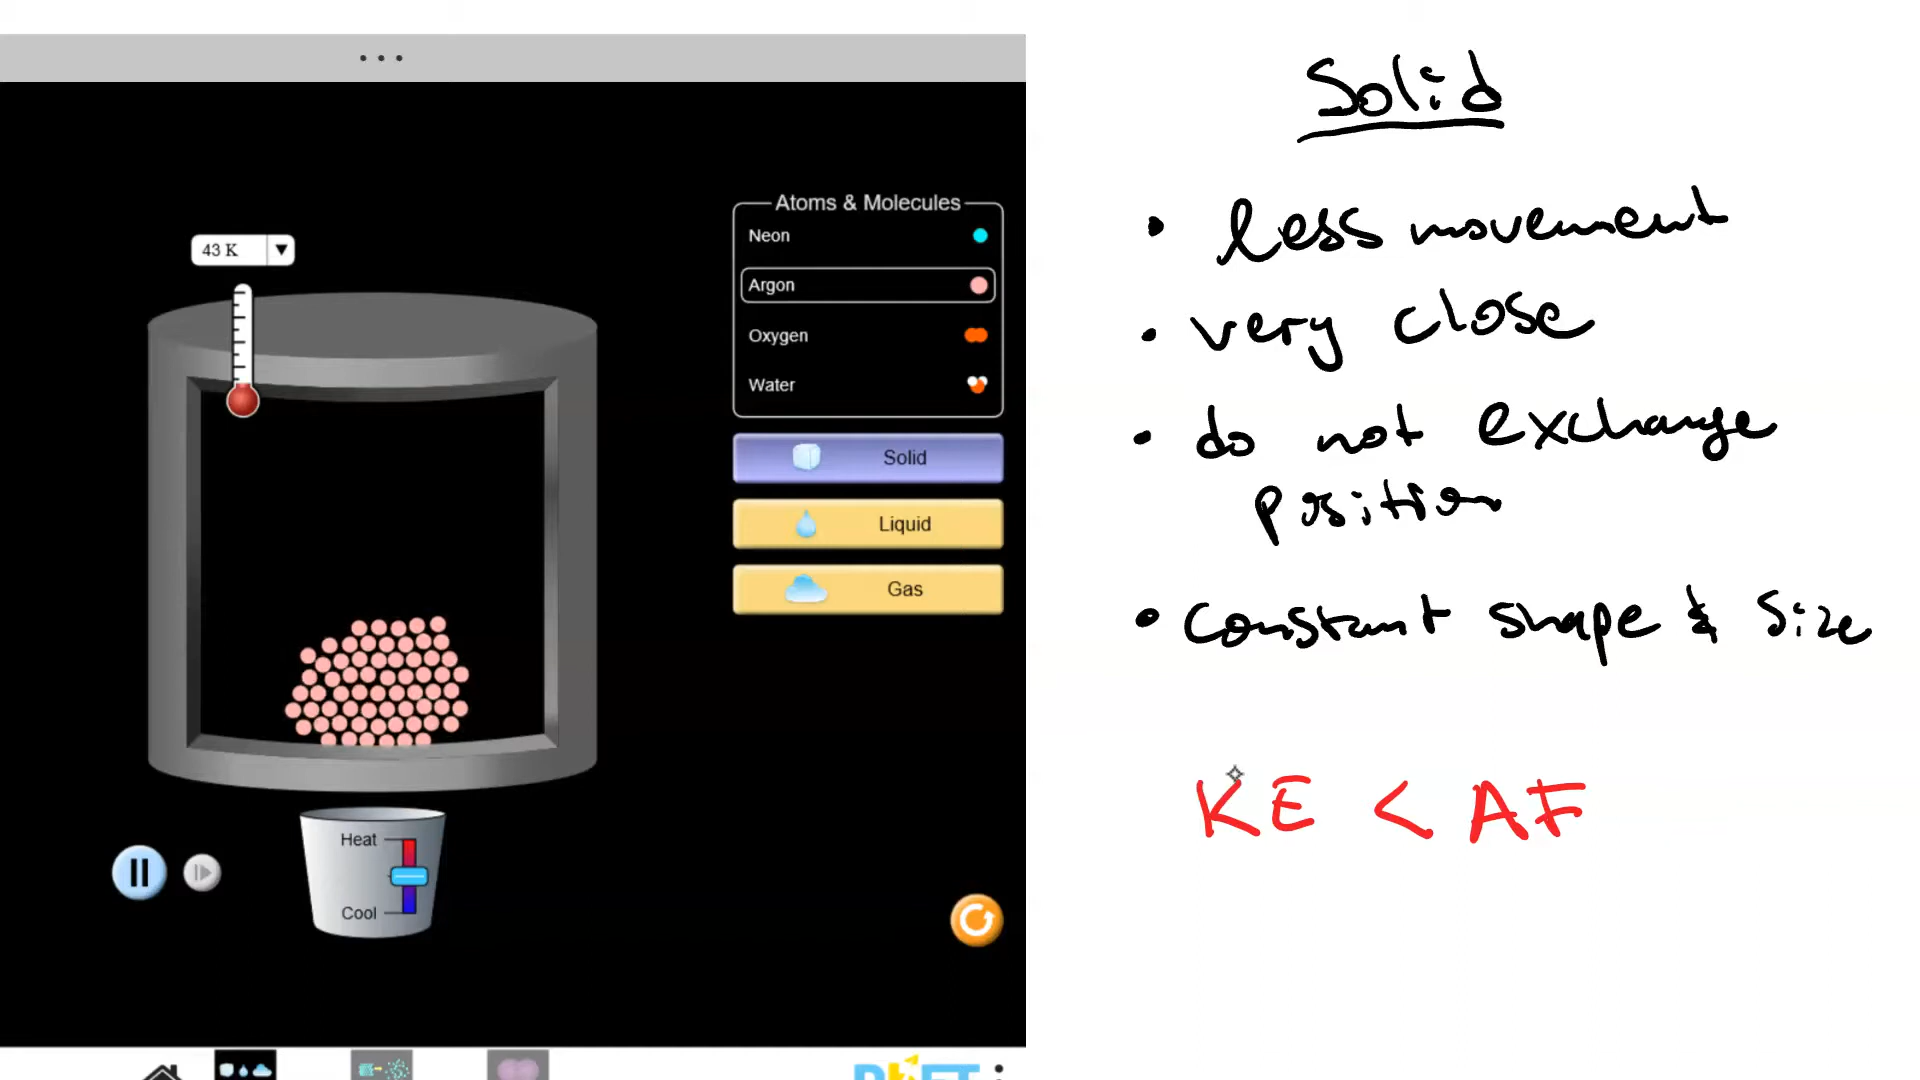 43 K
Atoms & Molecules
Neon
Argon
Oxygen
Water
Solid
Liquid
Gas
Heat
Cool
Solid
• less movement
• very close
• do not exchange
position
• constant shape & size
KE < AF